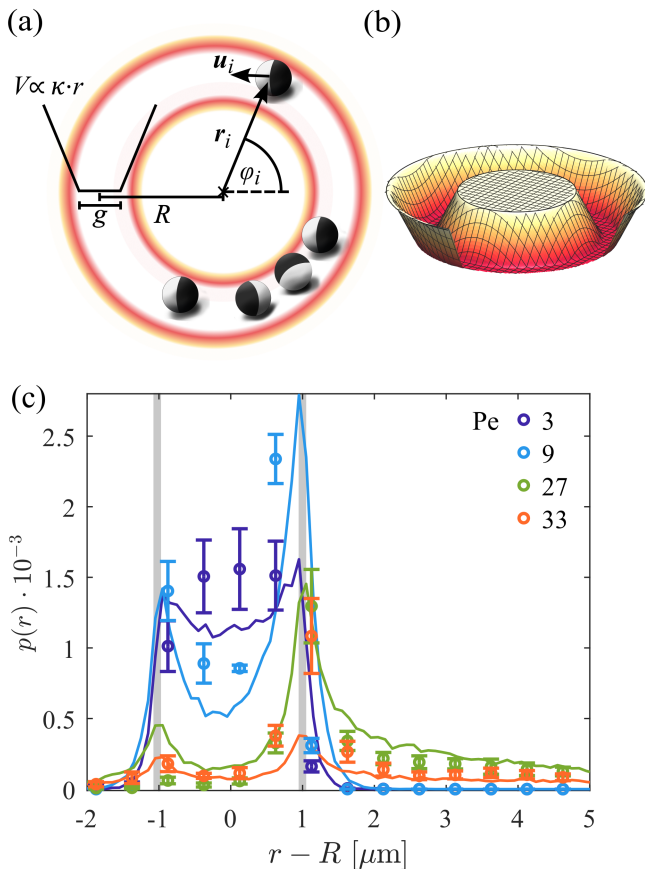 (a)
(b)
V∝ κ·r
u_i
r_i
φ_i
g
R
(c)
Pe
3
9
27
33
2.5
2
1.5
1
0.5
0
p(r) · 10⁻³
-2 -1 0 1 2 3 4 5
r − R [μm]